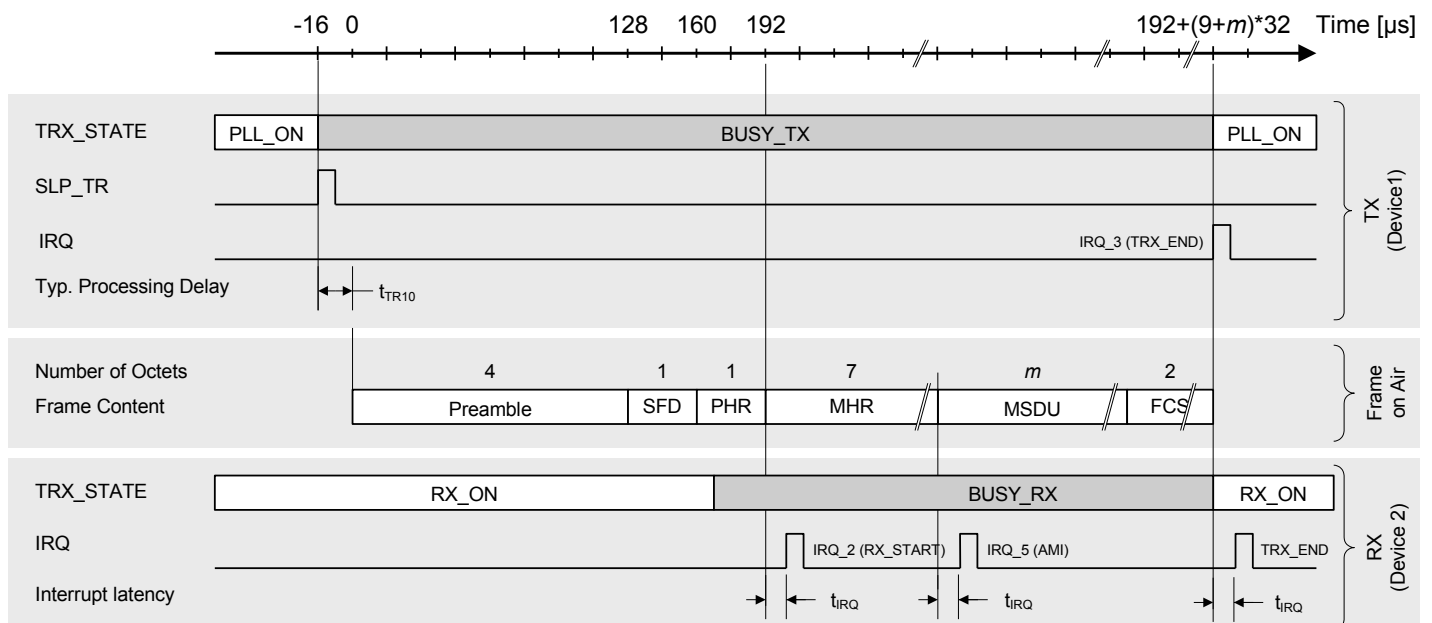 -16 0 128 160 192 192+(9+m)*32 Time [µs]
TRX_STATE PLL_ON BUSY_TX PLL_ON
SLP_TR
IRQ IRQ_3 (TRX_END)
Typ. Processing Delay tTR10
TX
(Device1)
Number of Octets 4 1 1 7 m 2
Frame Content Preamble SFD PHR MHR MSDU FCS
Frame
on Air
TRX_STATE RX_ON BUSY_RX RX_ON
IRQ IRQ_2 (RX_START) IRQ_5 (AMI) TRX_END
Interrupt latency tIRQ tIRQ tIRQ
RX
(Device 2)